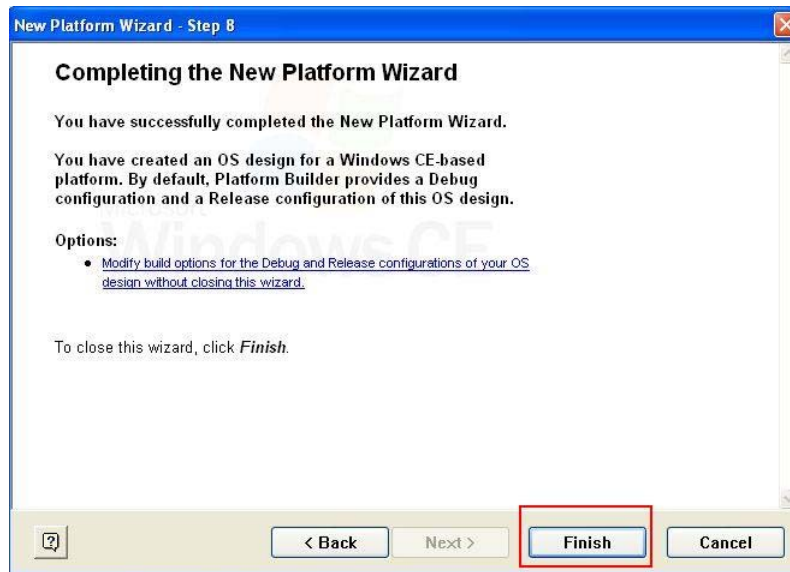 New Platform Wizard - Step 8
Completing the New Platform Wizard
You have successfully completed the New Platform Wizard.
You have created an OS design for a Windows CE-based
platform. By default, Platform Builder provides a Debug
configuration and a Release configuration of this OS design.
Microsoft
Windows CE
Options:
• Modify build options for the Debug and Release configurations of your OS
design without closing this wizard.
To close this wizard, click Finish.
< Back
Next >
Finish
Cancel